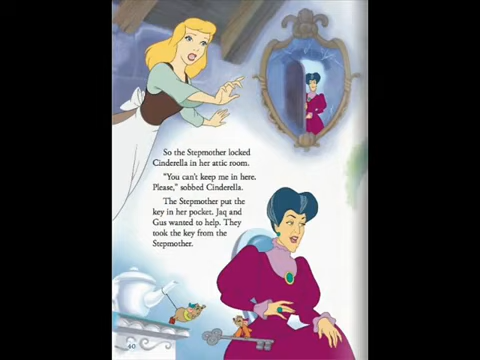 So the Stepmother locked
Cinderella in her attic room.
"You can't keep me in here.
Please," sobbed Cinderella.
The Stepmother put the
key in her pocket. Jaq and
Gus wanted to help. They
took the key from the
Stepmother.
40